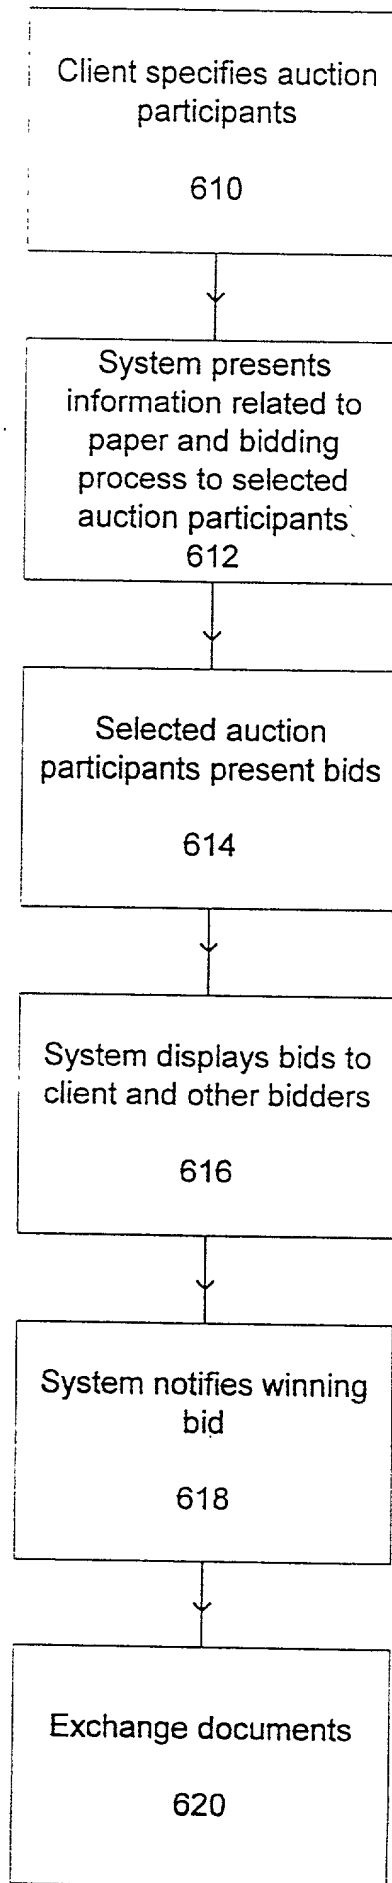 Client specifies auction
participants
610
System presents
information related to
paper and bidding
process to selected
auction participants
612
Selected auction
participants present bids
614
System displays bids to
client and other bidders
616
System notifies winning
bid
618
Exchange documents
620